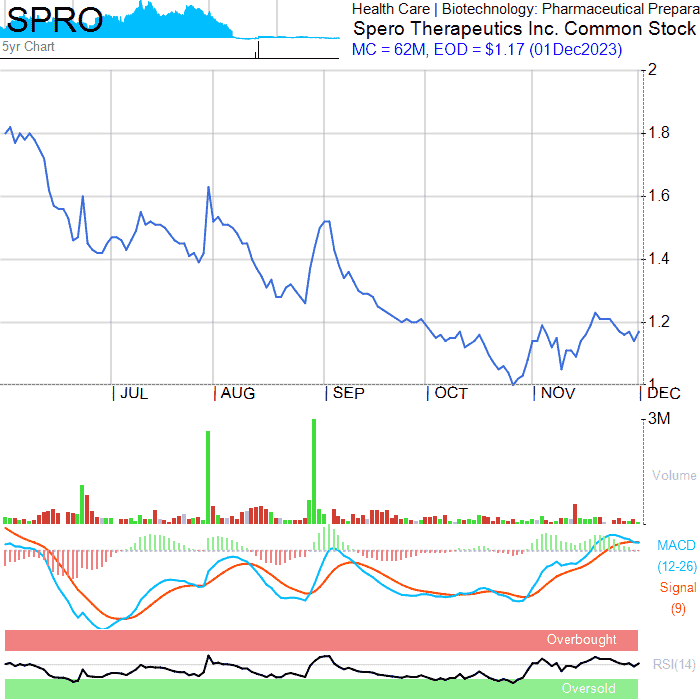 SPRO
5yr Chart
Health Care | Biotechnology: Pharmaceutical Prepara
Spero Therapeutics Inc. Common Stock
MC = 62M, EOD = $1.17 (01Dec2023)
2
1.8
1.6
1.4
1.2
1
JUL AUG SEP OCT NOV DEC
3M
Volume
MACD
(12-26)
Signal
(9)
Overbought
RSI(14)
Oversold